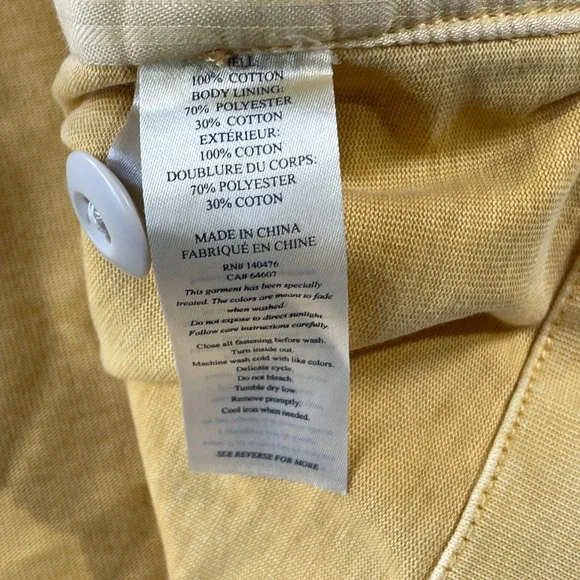 100% COTTON
BODY LINING:
70% POLYESTER
30% COTTON
EXTÉRIEUR:
100% COTON
DOUBLURE DU CORPS:
70% POLYESTER
30% COTON
MADE IN CHINA
FABRIQUÉ EN CHINE
RN# 140476
CA# 64607
This garment has been specially
treated. The colors are meant to fade
when washed.
Do not expose to direct sunlight.
Follow care instructions carefully.
Close all fastening before wash.
Turn inside out.
Machine wash cold with like colors.
Delicate cycle.
Do not bleach.
Tumble dry low.
Remove promptly.
Cool iron when needed.
SEE REVERSE FOR MORE